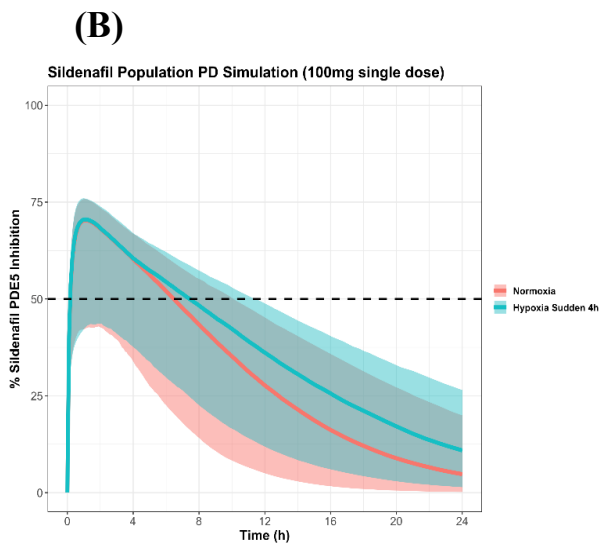 (B)
Sildenafil Population PD Simulation (100mg single dose)
% Sildenafil PDE5 Inhibition
100
75
50
25
0
0 4 8 12 16 20 24
Time (h)
Normoxia
Hypoxia Sudden 4h